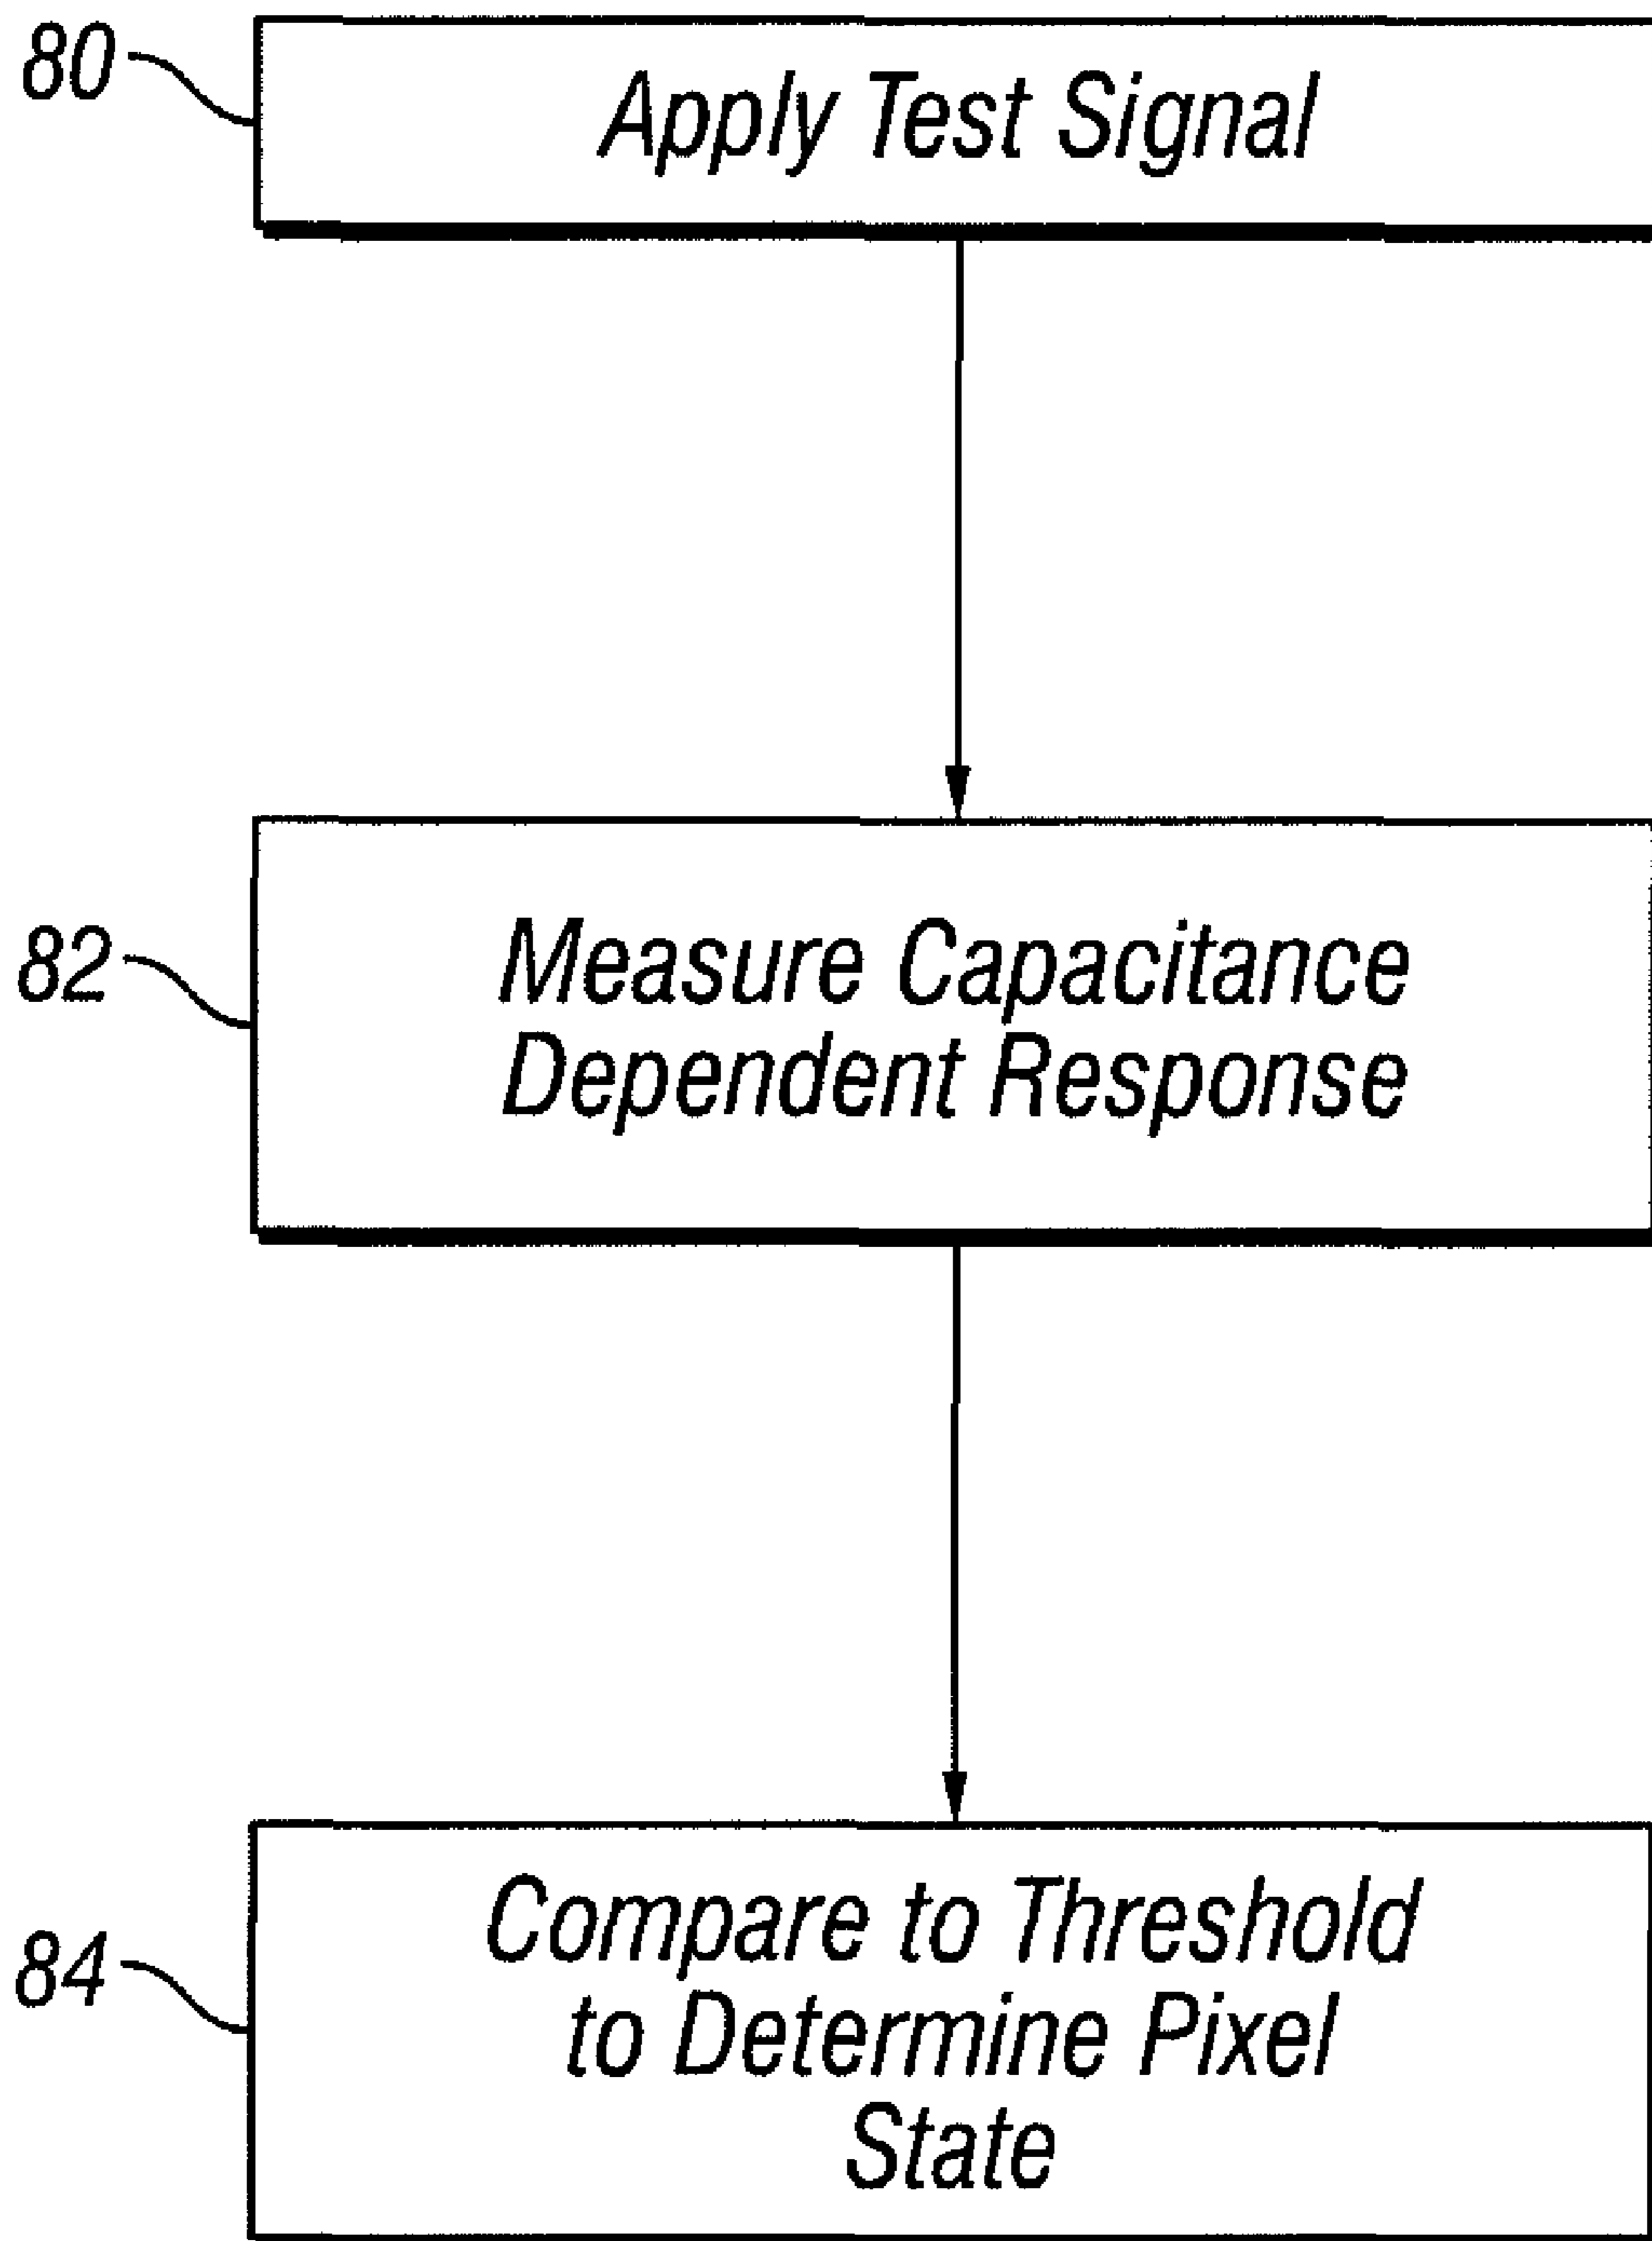 80
Apply Test Signal
82
Measure Capacitance
Dependent Response
84
Compare to Threshold
to Determine Pixel
State